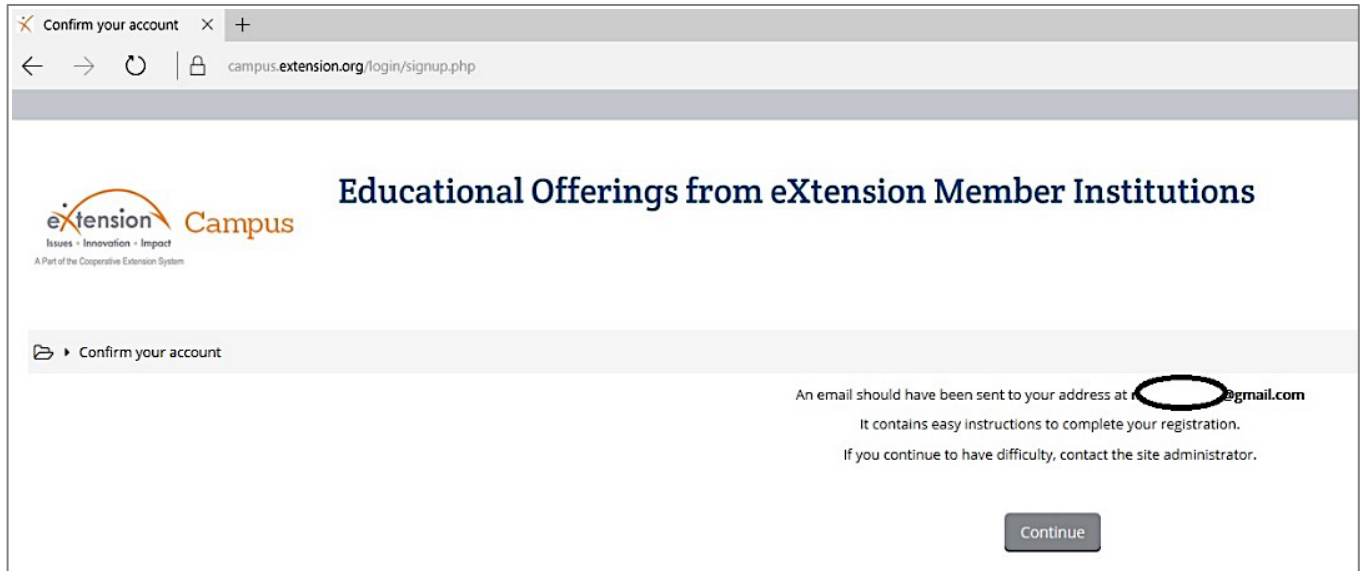 Confirm your account
campus.extension.org/login/signup.php
Educational Offerings from eXtension Member Institutions
eXtension Campus
Issues - Innovation - Impact
A Part of the Cooperative Extension System
Confirm your account
An email should have been sent to your address at @gmail.com
It contains easy instructions to complete your registration.
If you continue to have difficulty, contact the site administrator.
Continue